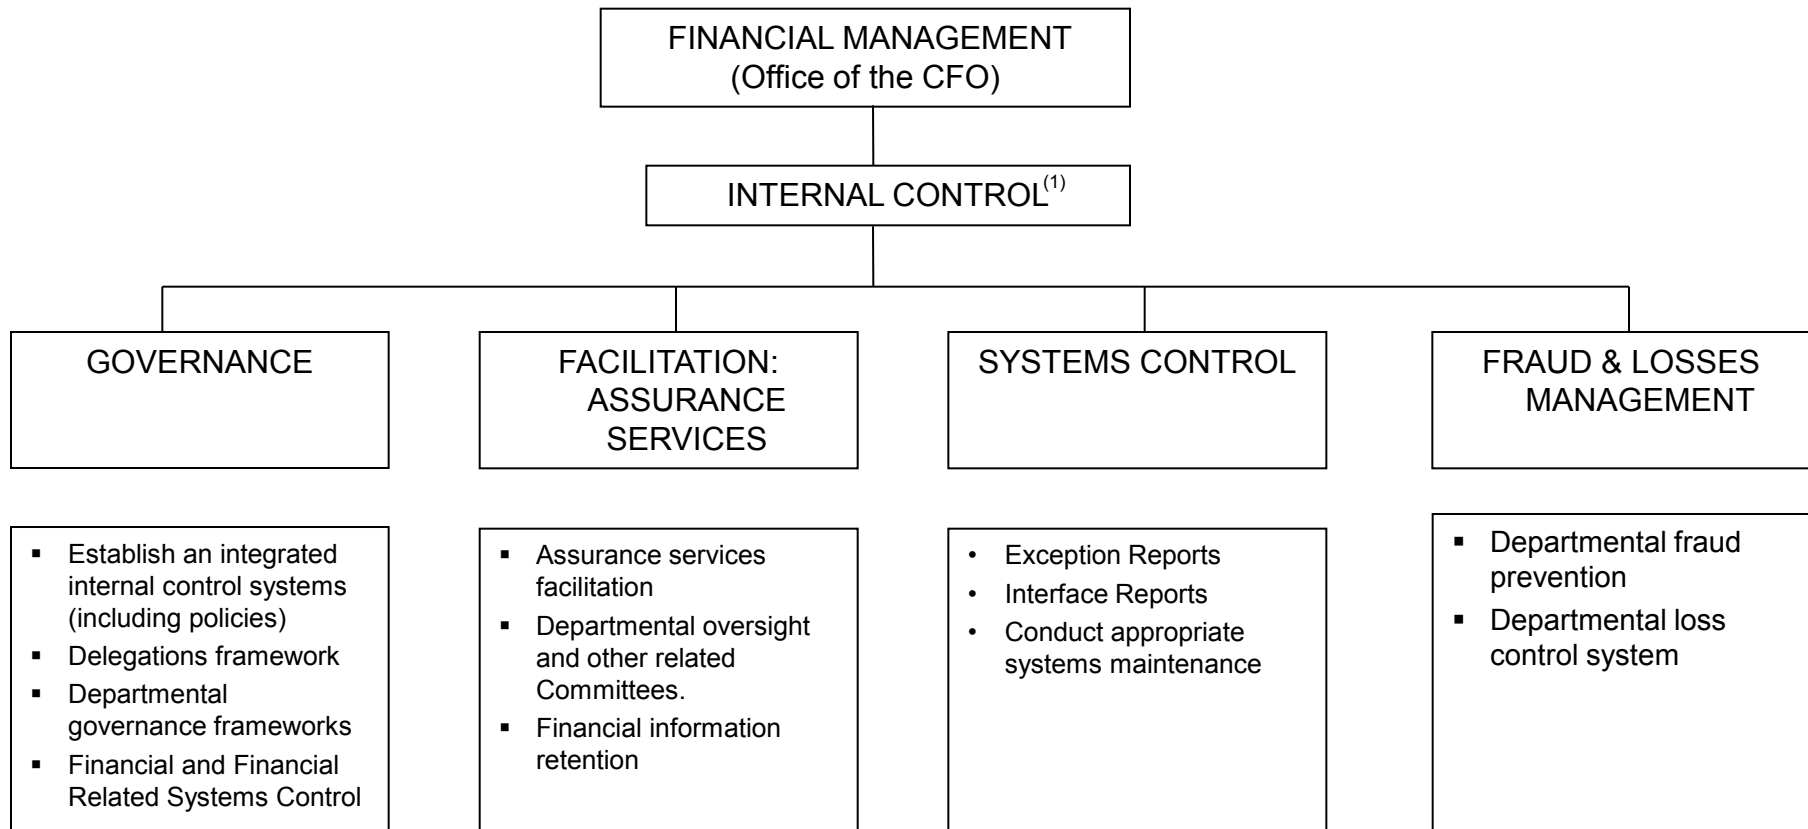 FINANCIAL MANAGEMENT
(Office of the CFO)
INTERNAL CONTROL(1)
GOVERNANCE
FACILITATION:
ASSURANCE
SERVICES
SYSTEMS CONTROL
FRAUD & LOSSES
MANAGEMENT
▪ Establish an integrated
internal control systems
(including policies)
▪ Delegations framework
▪ Departmental
governance frameworks
▪ Financial and Financial
Related Systems Control
▪ Assurance services
facilitation
▪ Departmental oversight
and other related
Committees.
▪ Financial information
retention
• Exception Reports
• Interface Reports
• Conduct appropriate
systems maintenance
▪ Departmental fraud
prevention
▪ Departmental loss
control system